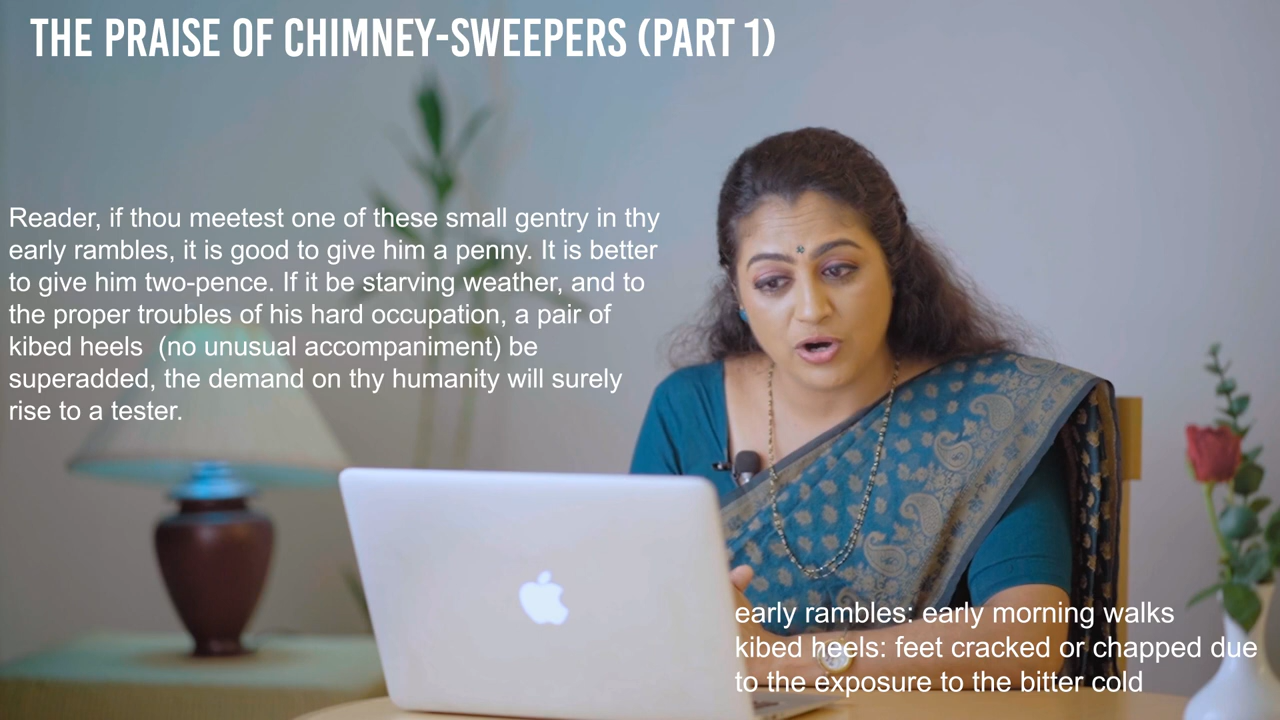 THE PRAISE OF CHIMNEY-SWEEPERS (PART 1)
Reader, if thou meetest one of these small gentry in thy
early rambles, it is good to give him a penny. It is better
to give him two-pence. If it be starving weather, and to
the proper troubles of his hard occupation, a pair of
kibed heels  (no unusual accompaniment) be
superadded, the demand on thy humanity will surely
rise to a tester.
early rambles: early morning walks
kibed heels: feet cracked or chapped due
to the exposure to the bitter cold